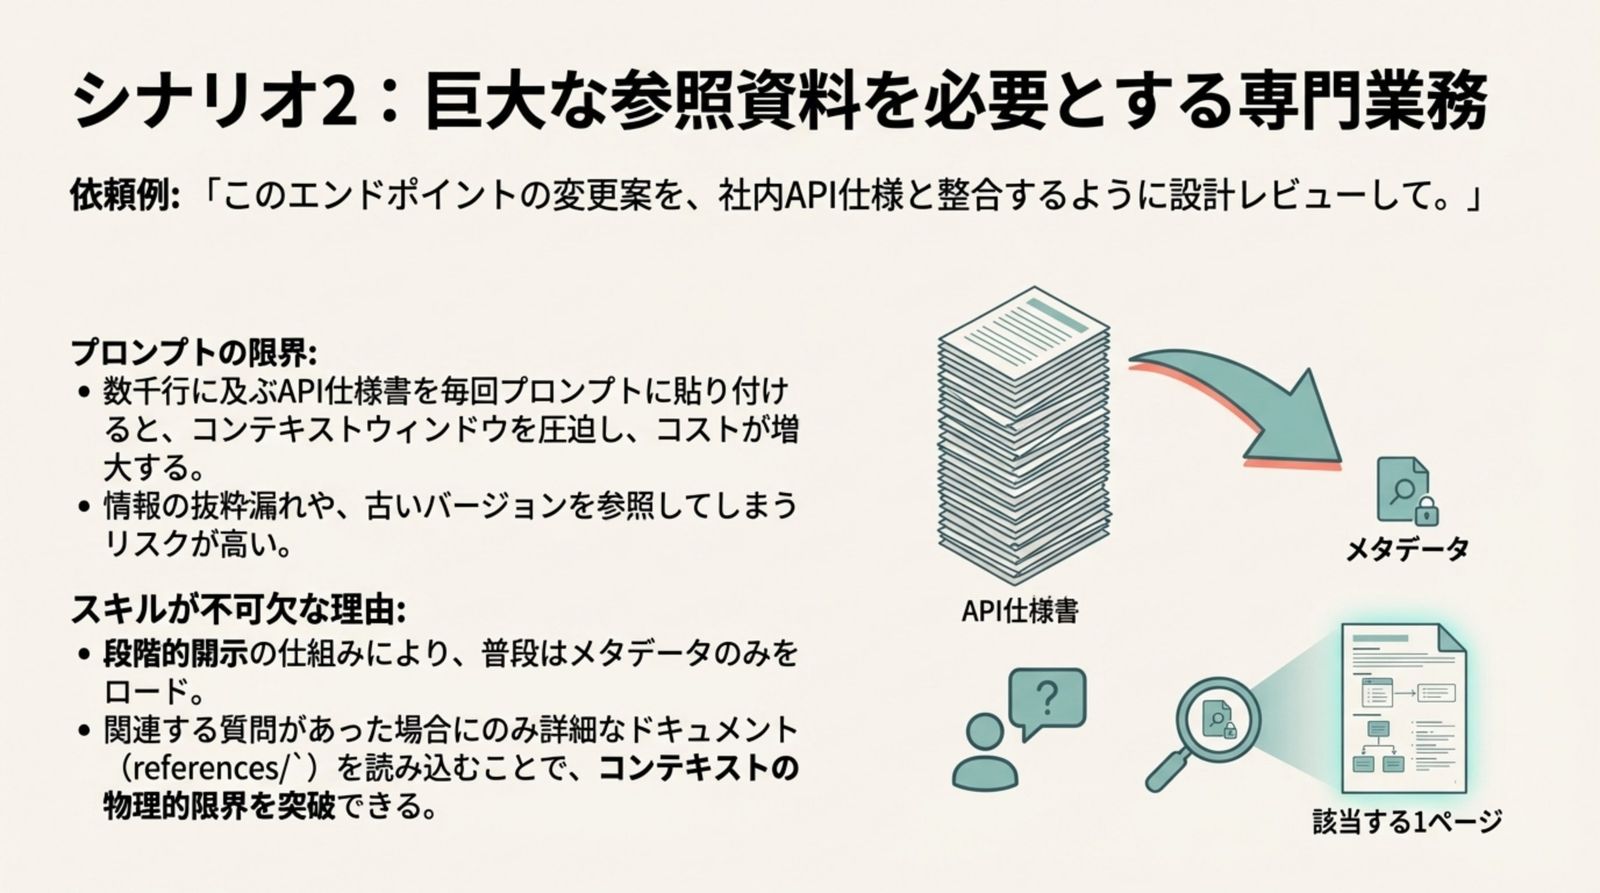 シナリオ2：巨大な参照資料を必要とする専門業務
依頼例: 「このエンドポイントの変更案を、社内API仕様と整合するように設計レビューして。」
プロンプトの限界:
• 数千行に及ぶAPI仕様書を毎回プロンプトに貼り付け
ると、コンテキストウィンドウを圧迫し、コストが増
大する。
• 情報の抜粋漏れや、古いバージョンを参照してしまう
リスクが高い。
スキルが不可欠な理由:
• 段階的開示の仕組みにより、普段はメタデータのみを
ロード。
• 関連する質問があった場合にのみ詳細なドキュメント
（references/`）を読み込むことで、コンテキストの
物理的限界を突破できる。
API仕様書
メタデータ
?
該当する1ページ